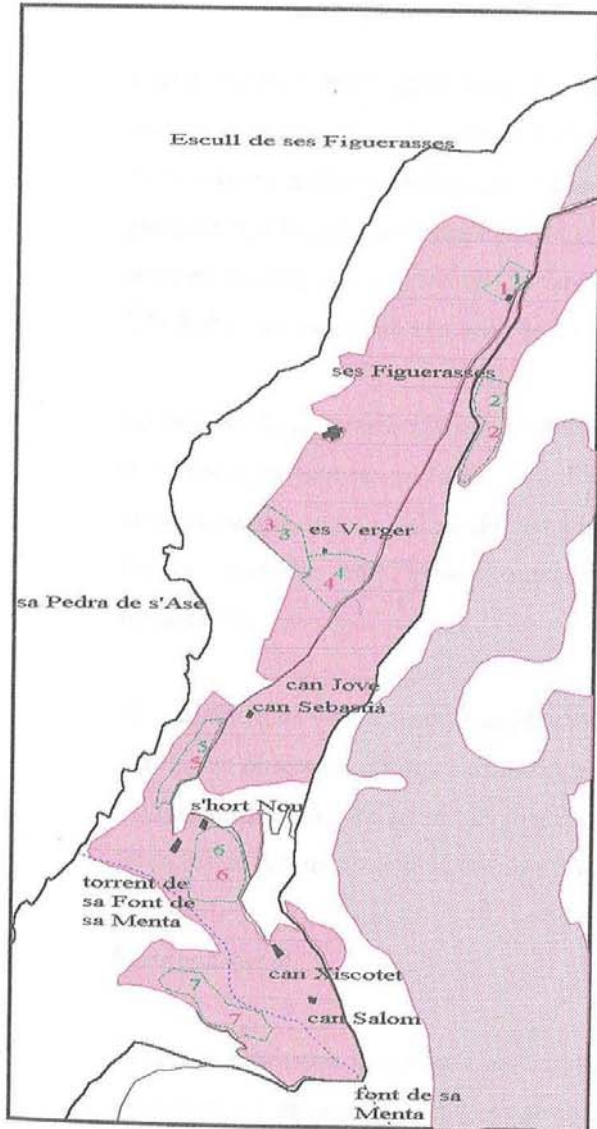 Escull de ses Figuerasses
1
1
ses Figuerasses
2
2
3
3
es Verger
4
4
sa Pedra de s'Ase
can Jove
can Sebastià
5
5
s'hort Nou
6
6
torrent de
sa Font de
sa Menta
can Xiscotet
7
7
can Salom
font de sa
Menta